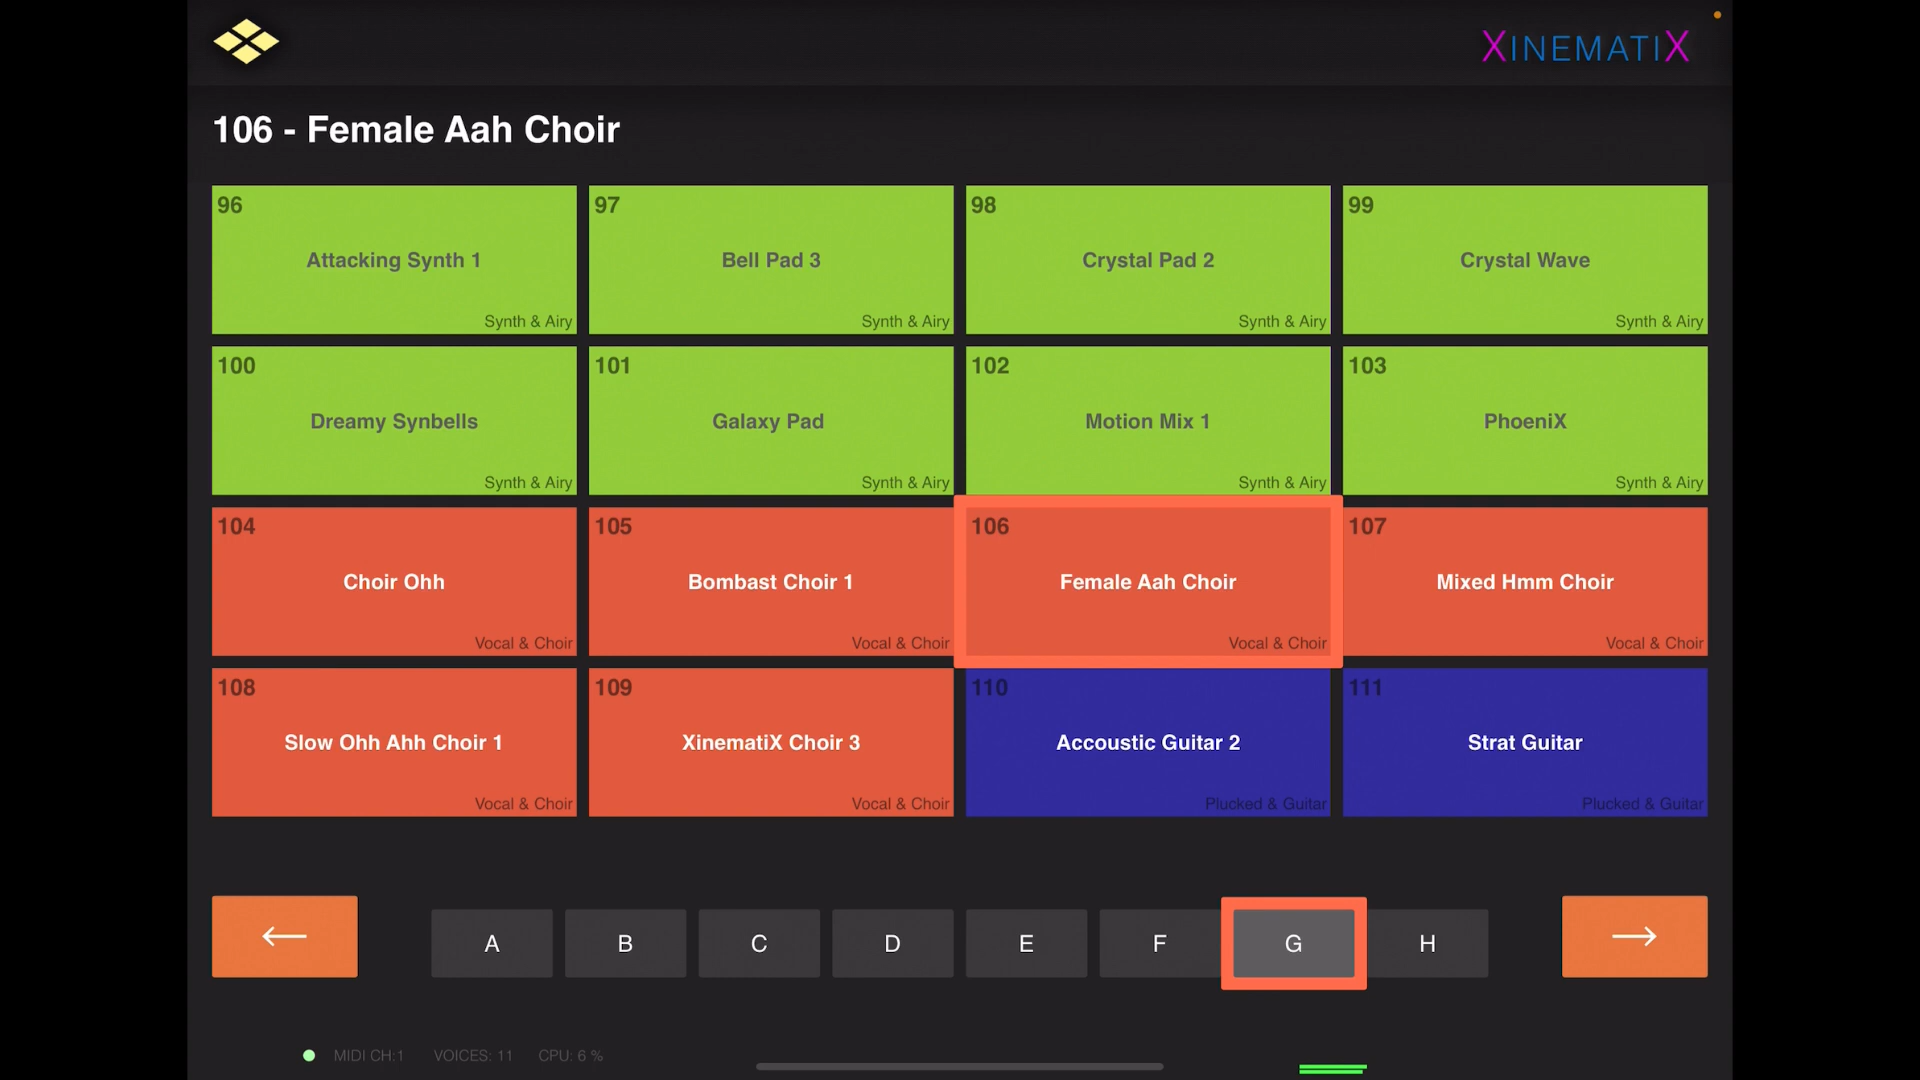 XINEMATIX
106 - Female Aah Choir
96
Attacking Synth 1
Synth & Airy
97
Bell Pad 3
Synth & Airy
98
Crystal Pad 2
Synth & Airy
99
Crystal Wave
Synth & Airy
100
Dreamy Synbells
Synth & Airy
101
Galaxy Pad
Synth & Airy
102
Motion Mix 1
Synth & Airy
103
PhoeniX
Synth & Airy
104
Choir Ohh
Vocal & Choir
105
Bombast Choir 1
Vocal & Choir
106
Female Aah Choir
Vocal & Choir
107
Mixed Hmm Choir
Vocal & Choir
108
Slow Ohh Ahh Choir 1
Vocal & Choir
109
XinematiX Choir 3
Vocal & Choir
110
Accoustic Guitar 2
Plucked & Guitar
111
Strat Guitar
Plucked & Guitar
A B C D E F G H
MIDI CH:1 VOICES: 11 CPU: 6 %